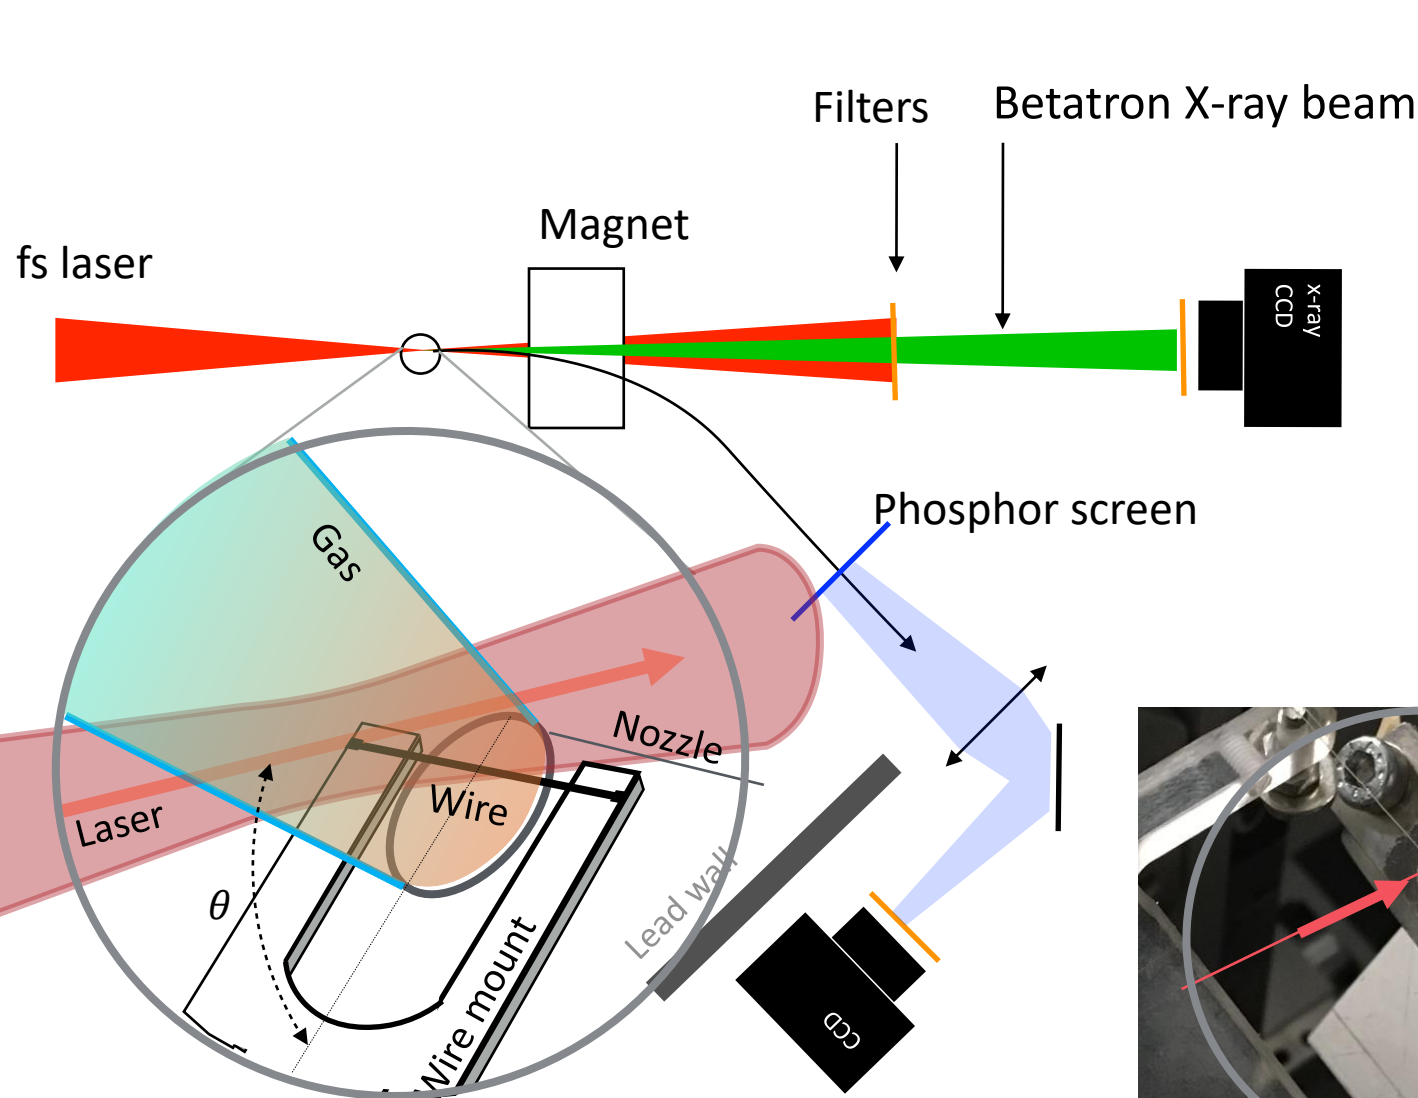 Filters
Betatron X-ray beam
Magnet
fs laser
x-ray
CCD
Phosphor screen
Gas
Nozzle
Laser
Wire
θ
Lead wall
Wire mount
CCD